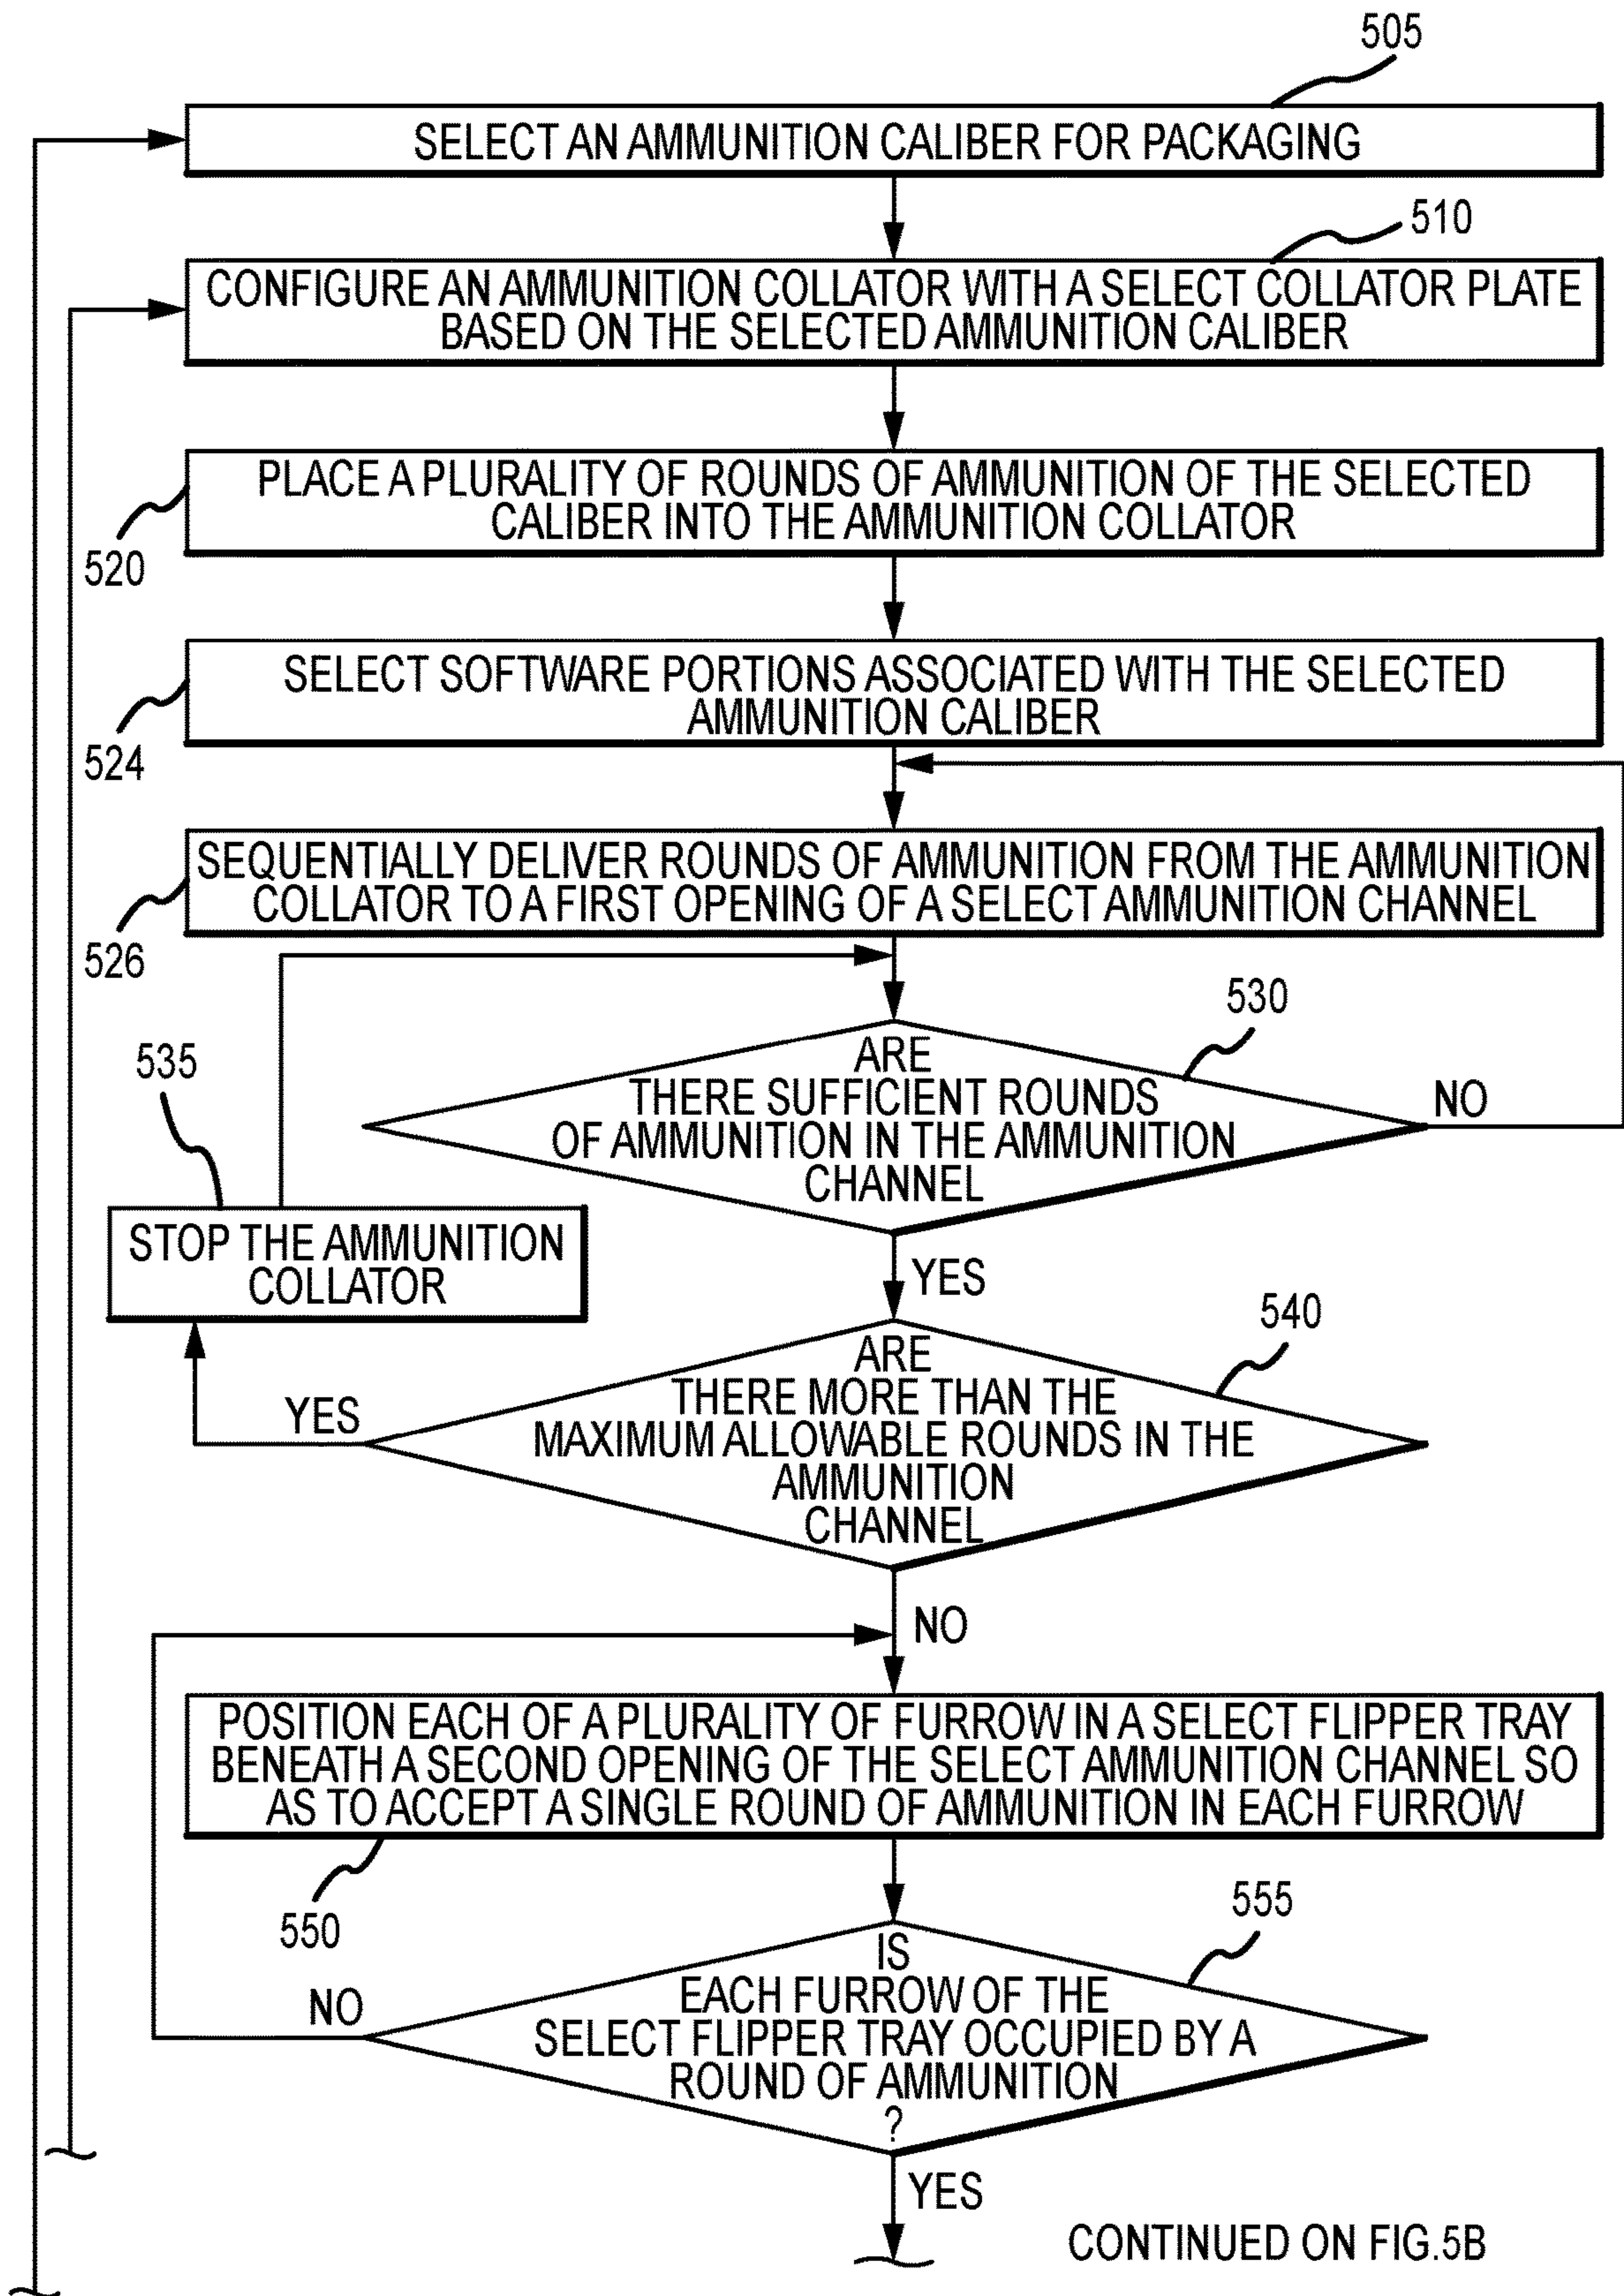 505
SELECT AN AMMUNITION CALIBER FOR PACKAGING
510
CONFIGURE AN AMMUNITION COLLATOR WITH A SELECT COLLATOR PLATE
BASED ON THE SELECTED AMMUNITION CALIBER
PLACE A PLURALITY OF ROUNDS OF AMMUNITION OF THE SELECTED
CALIBER INTO THE AMMUNITION COLLATOR
520
SELECT SOFTWARE PORTIONS ASSOCIATED WITH THE SELECTED
AMMUNITION CALIBER
524
SEQUENTIALLY DELIVER ROUNDS OF AMMUNITION FROM THE AMMUNITION
COLLATOR TO A FIRST OPENING OF A SELECT AMMUNITION CHANNEL
526
530
ARE
THERE SUFFICIENT ROUNDS
OF AMMUNITION IN THE AMMUNITION
CHANNEL
NO
535
STOP THE AMMUNITION
COLLATOR
YES
540
ARE
THERE MORE THAN THE
MAXIMUM ALLOWABLE ROUNDS IN THE
AMMUNITION
CHANNEL
YES
NO
POSITION EACH OF A PLURALITY OF FURROW IN A SELECT FLIPPER TRAY
BENEATH A SECOND OPENING OF THE SELECT AMMUNITION CHANNEL SO
AS TO ACCEPT A SINGLE ROUND OF AMMUNITION IN EACH FURROW
550
555
IS
EACH FURROW OF THE
SELECT FLIPPER TRAY OCCUPIED BY A
ROUND OF AMMUNITION
?
NO
YES
CONTINUED ON FIG.5B